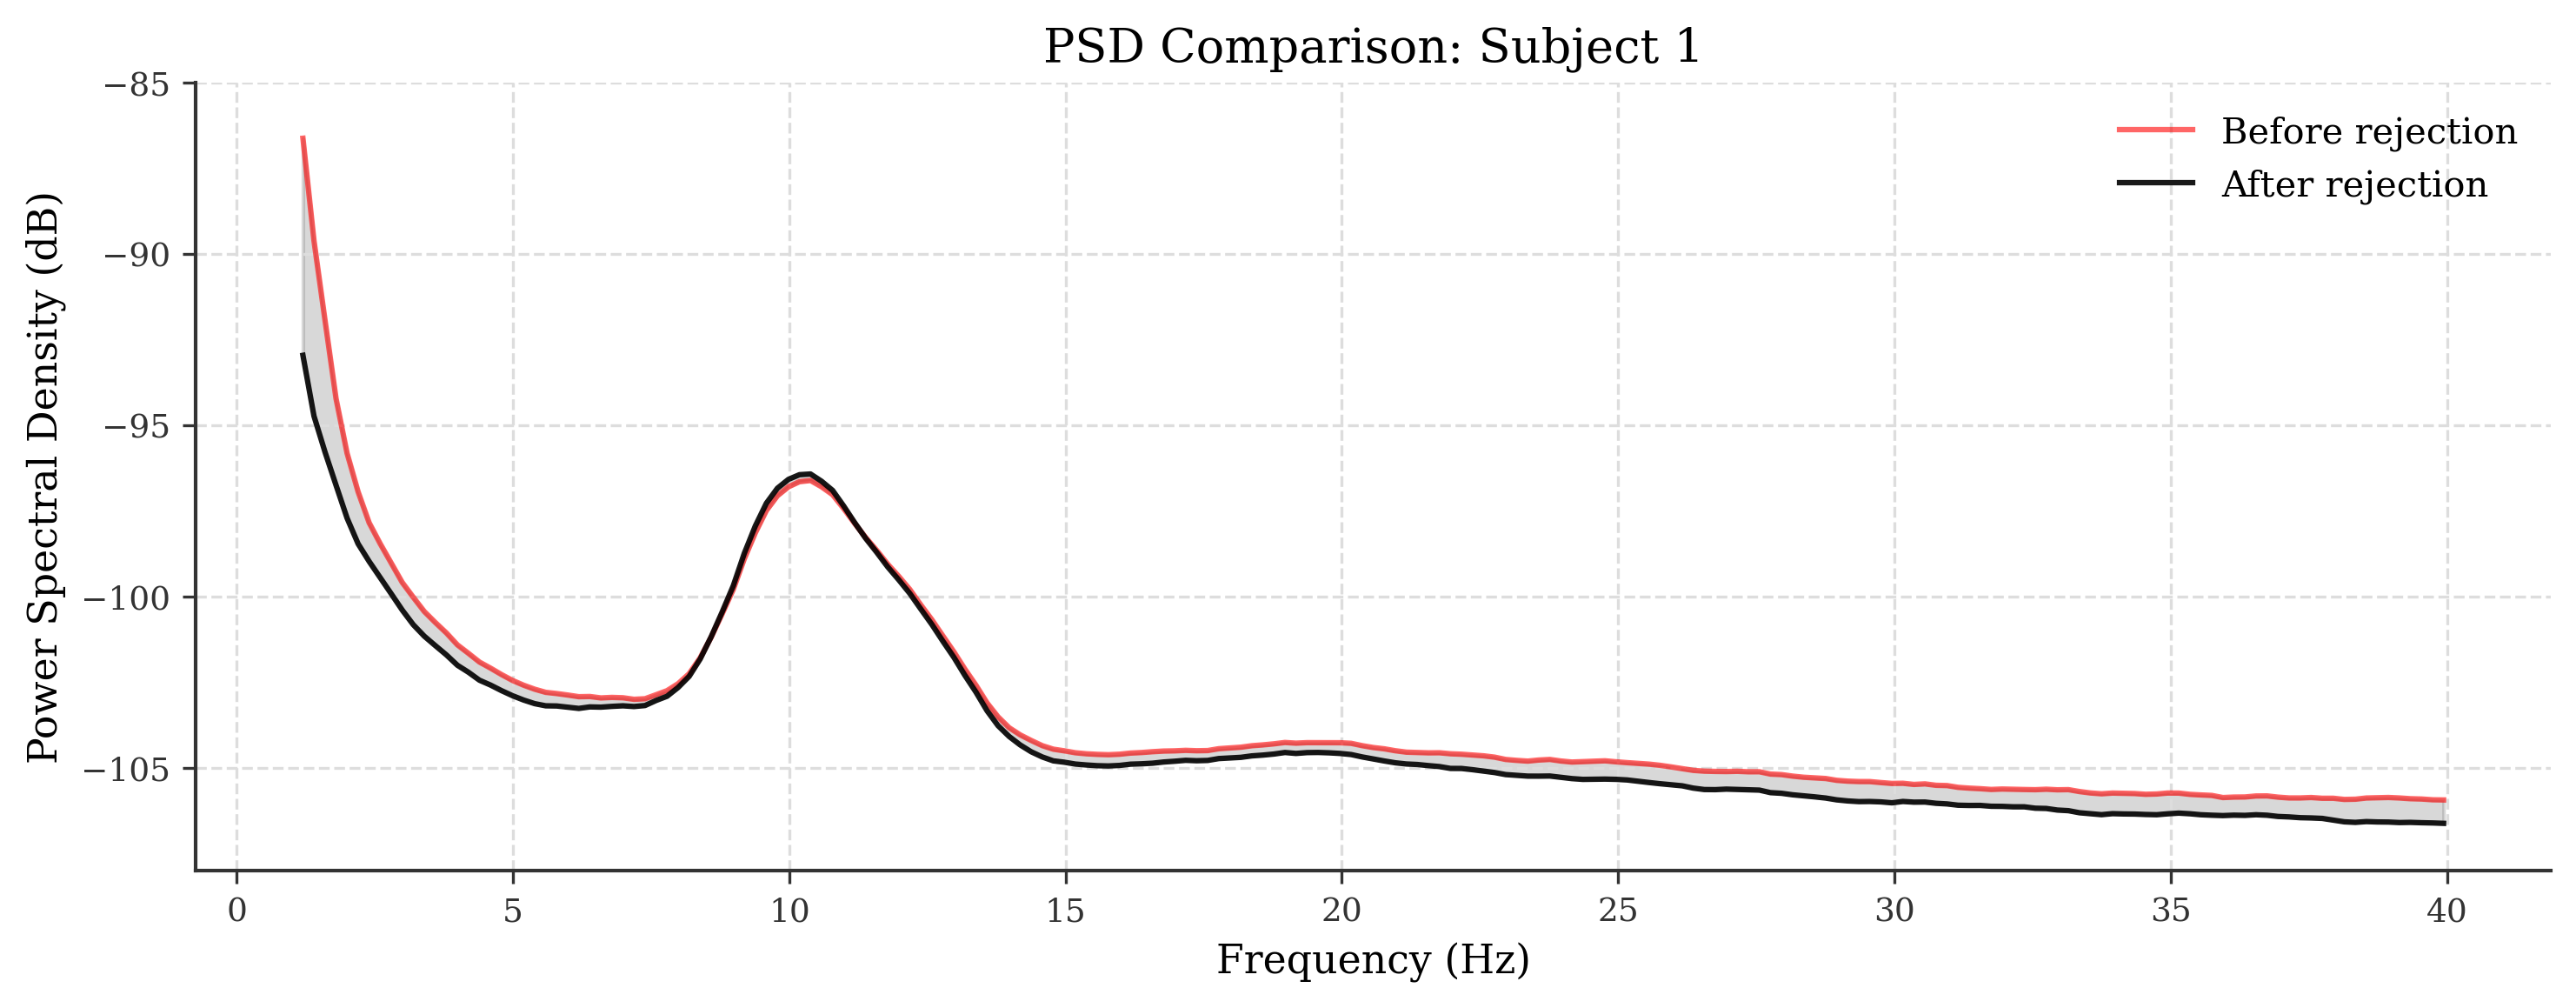 PSD Comparison: Subject 1
Before rejection
After rejection
Power Spectral Density (dB)
−85
−90
−95
−100
−105
0 5 10 15 20 25 30 35 40
Frequency (Hz)